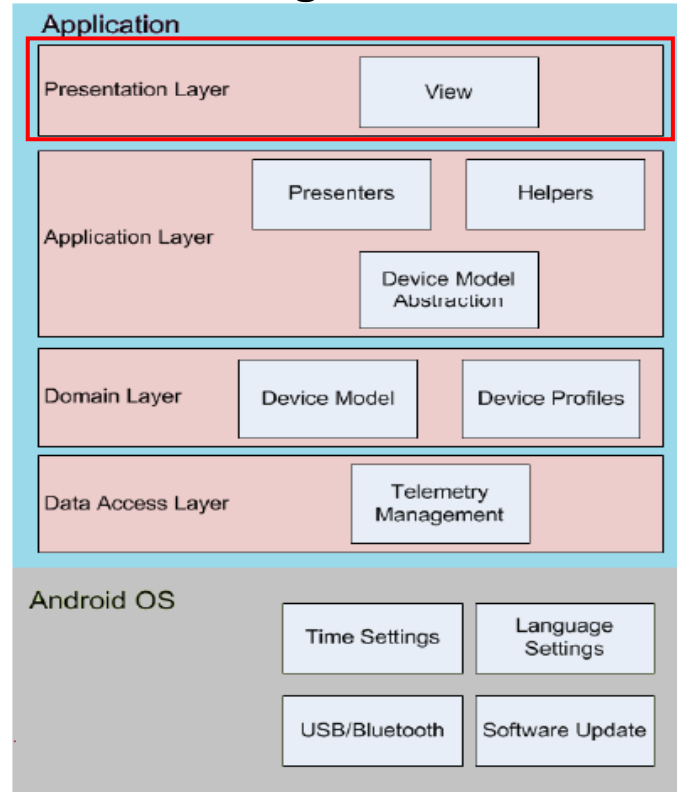 Application
Presentation Layer
View
Presenters
Helpers
Application Layer
Device Model
Abstraction
Domain Layer
Device Model
Device Profiles
Data Access Layer
Telemetry
Management
Android OS
Time Settings
Language
Settings
USB/Bluetooth
Software Update